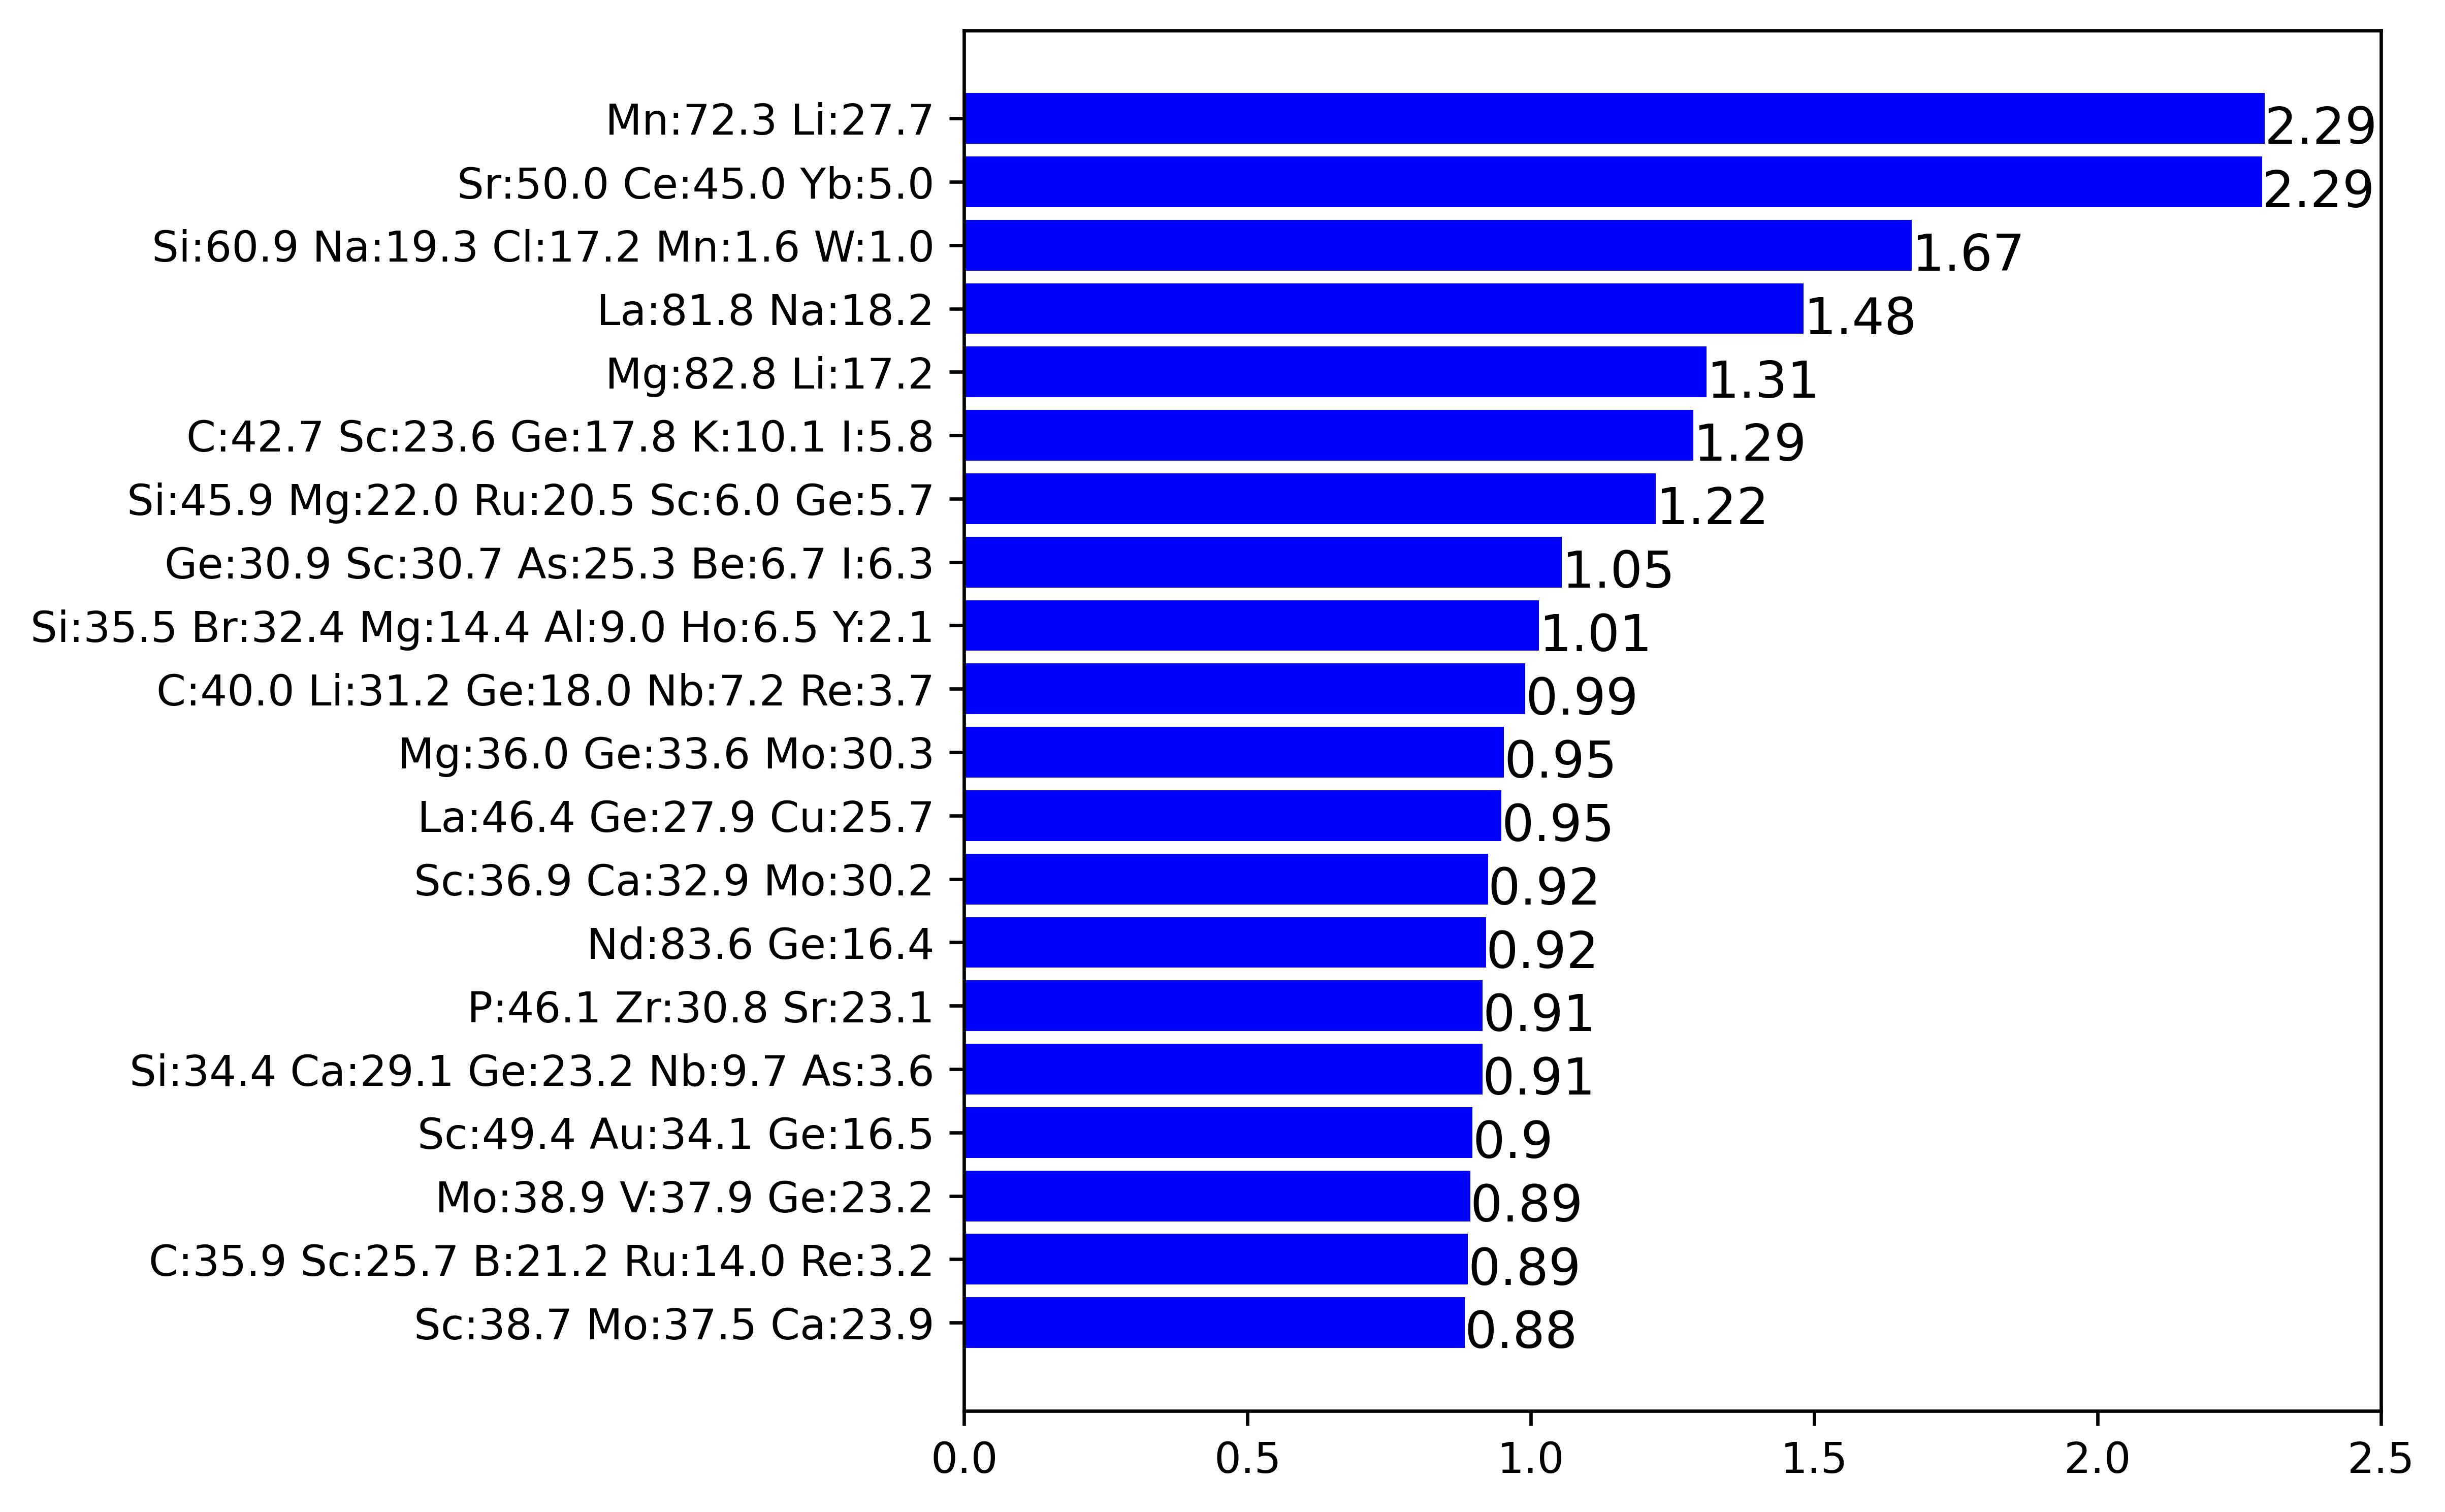 Mn:72.3 Li:27.7 2.29
Sr:50.0 Ce:45.0 Yb:5.0 2.29
Si:60.9 Na:19.3 Cl:17.2 Mn:1.6 W:1.0 1.67
La:81.8 Na:18.2 1.48
Mg:82.8 Li:17.2 1.31
C:42.7 Sc:23.6 Ge:17.8 K:10.1 I:5.8 1.29
Si:45.9 Mg:22.0 Ru:20.5 Sc:6.0 Ge:5.7 1.22
Ge:30.9 Sc:30.7 As:25.3 Be:6.7 I:6.3 1.05
Si:35.5 Br:32.4 Mg:14.4 Al:9.0 Ho:6.5 Y:2.1 1.01
C:40.0 Li:31.2 Ge:18.0 Nb:7.2 Re:3.7 0.99
Mg:36.0 Ge:33.6 Mo:30.3 0.95
La:46.4 Ge:27.9 Cu:25.7 0.95
Sc:36.9 Ca:32.9 Mo:30.2 0.92
Nd:83.6 Ge:16.4 0.92
P:46.1 Zr:30.8 Sr:23.1 0.91
Si:34.4 Ca:29.1 Ge:23.2 Nb:9.7 As:3.6 0.91
Sc:49.4 Au:34.1 Ge:16.5 0.9
Mo:38.9 V:37.9 Ge:23.2 0.89
C:35.9 Sc:25.7 B:21.2 Ru:14.0 Re:3.2 0.89
Sc:38.7 Mo:37.5 Ca:23.9 0.88
0.0 0.5 1.0 1.5 2.0 2.5